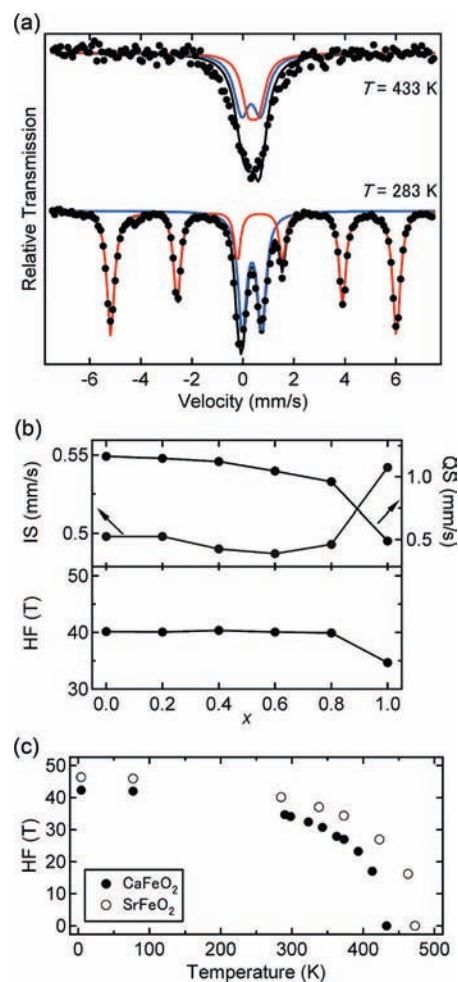 (a)
T = 433 K
T = 283 K
Relative Transmission
-6 -4 -2 0 2 4 6
Velocity (mm/s)
(b)
0.55
0.5
IS (mm/s)
1.0
0.5
QS (mm/s)
50
40
30
HF (T)
0.0 0.2 0.4 0.6 0.8 1.0
x
(c)
50
40
30
20
10
0
HF (T)
CaFeO2
SrFeO2
0 100 200 300 400 500
Temperature (K)